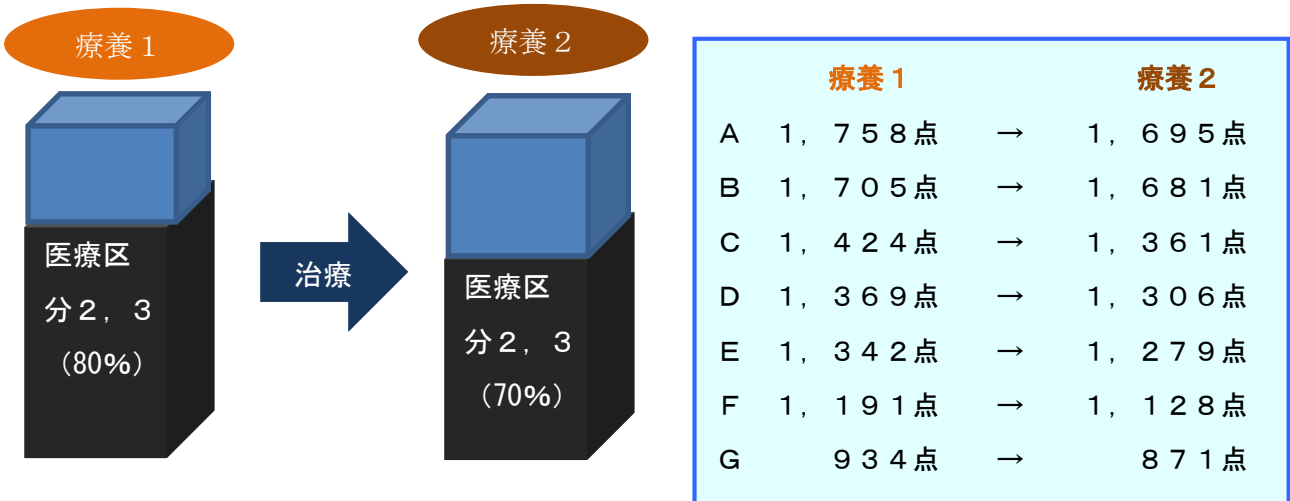 療養１
医療区
分２，３
（80%）
治療
療養２
医療区
分２，３
（70%）
療養１ 療養２
Ａ １，７５８点 → １，６９５点
Ｂ １，７０５点 → １，６８１点
Ｃ １，４２４点 → １，３６１点
Ｄ １，３６９点 → １，３０６点
Ｅ １，３４２点 → １，２７９点
Ｆ １，１９１点 → １，１２８点
Ｇ ９３４点 → ８７１点